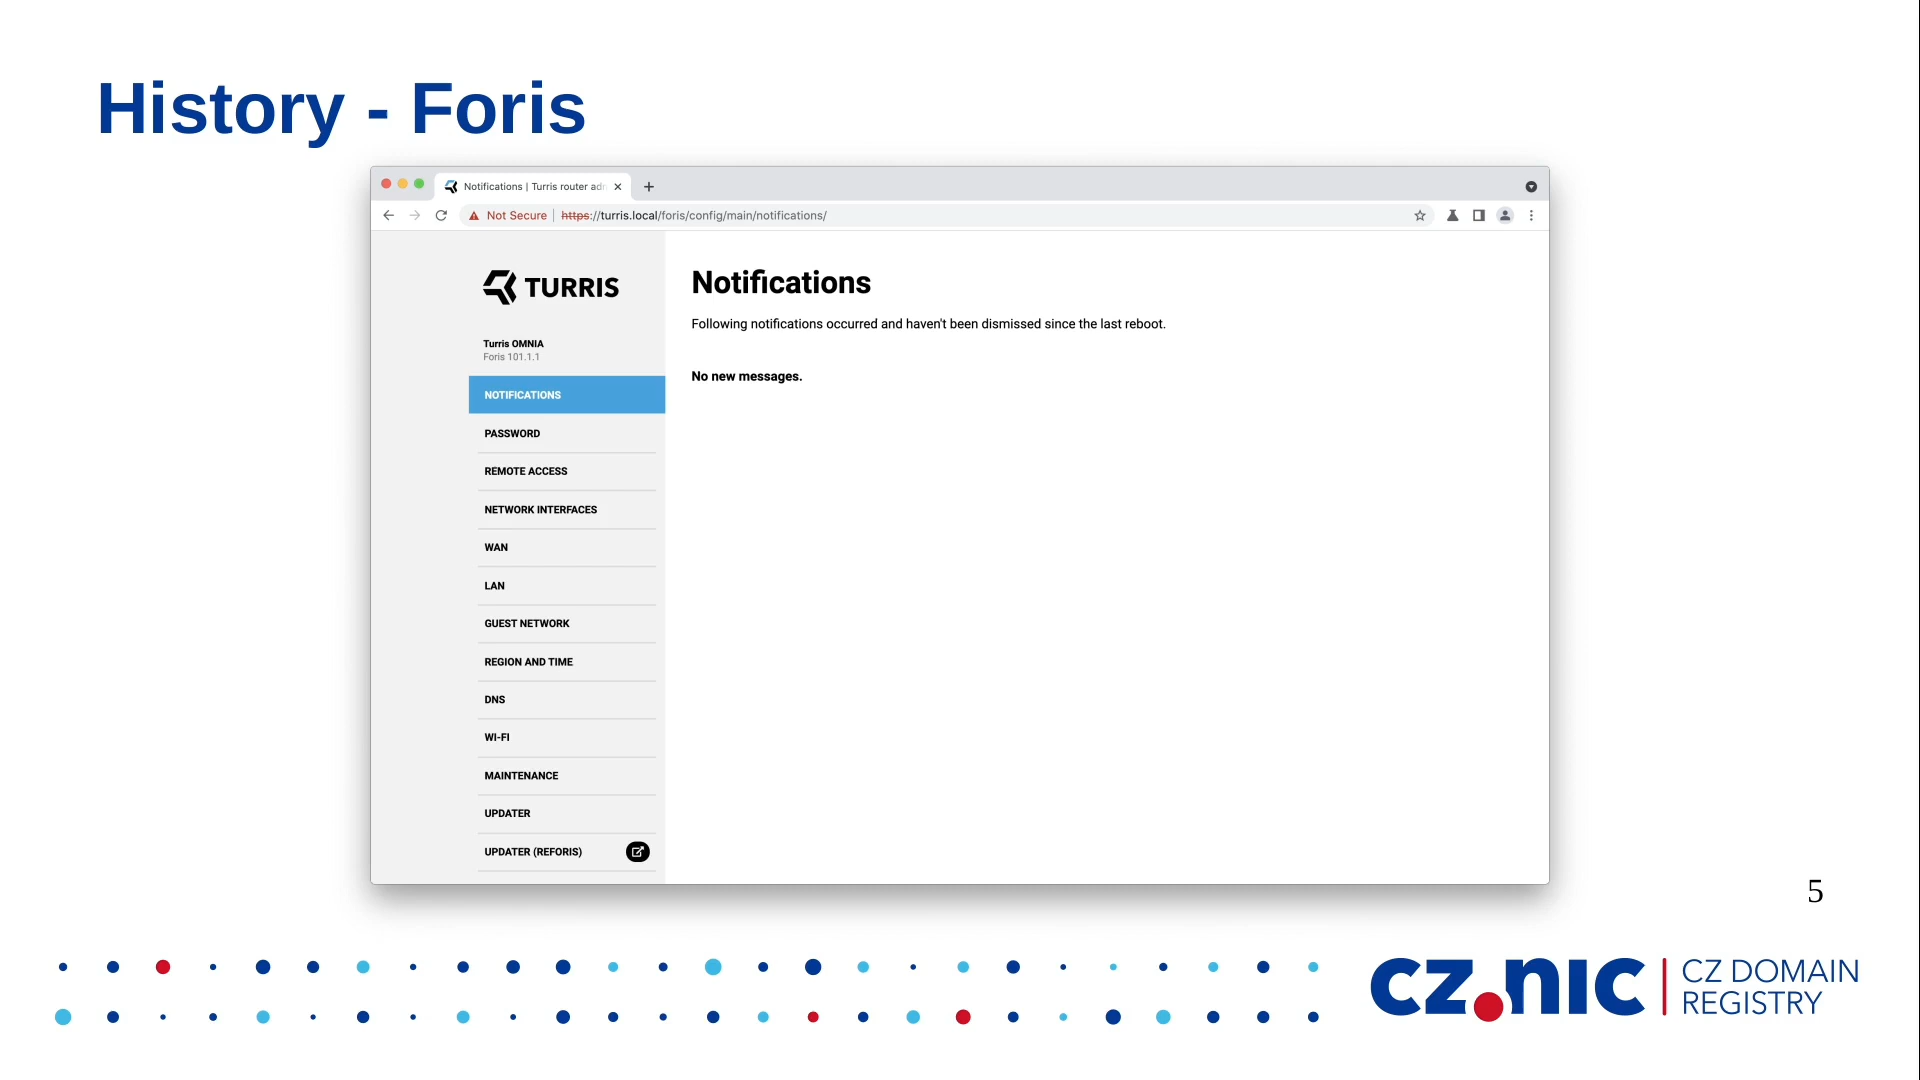 History - Foris
Notifications | Turris router adm
Not Secure
https://turris.local/foris/config/main/notifications/
TURRIS
Turris OMNIA
Foris 101.1.1
NOTIFICATIONS
PASSWORD
REMOTE ACCESS
NETWORK INTERFACES
WAN
LAN
GUEST NETWORK
REGION AND TIME
DNS
WI-FI
MAINTENANCE
UPDATER
UPDATER (REFORIS)
Notifications
Following notifications occurred and haven't been dismissed since the last reboot.
No new messages.
5
cz.nic
CZ DOMAIN
REGISTRY